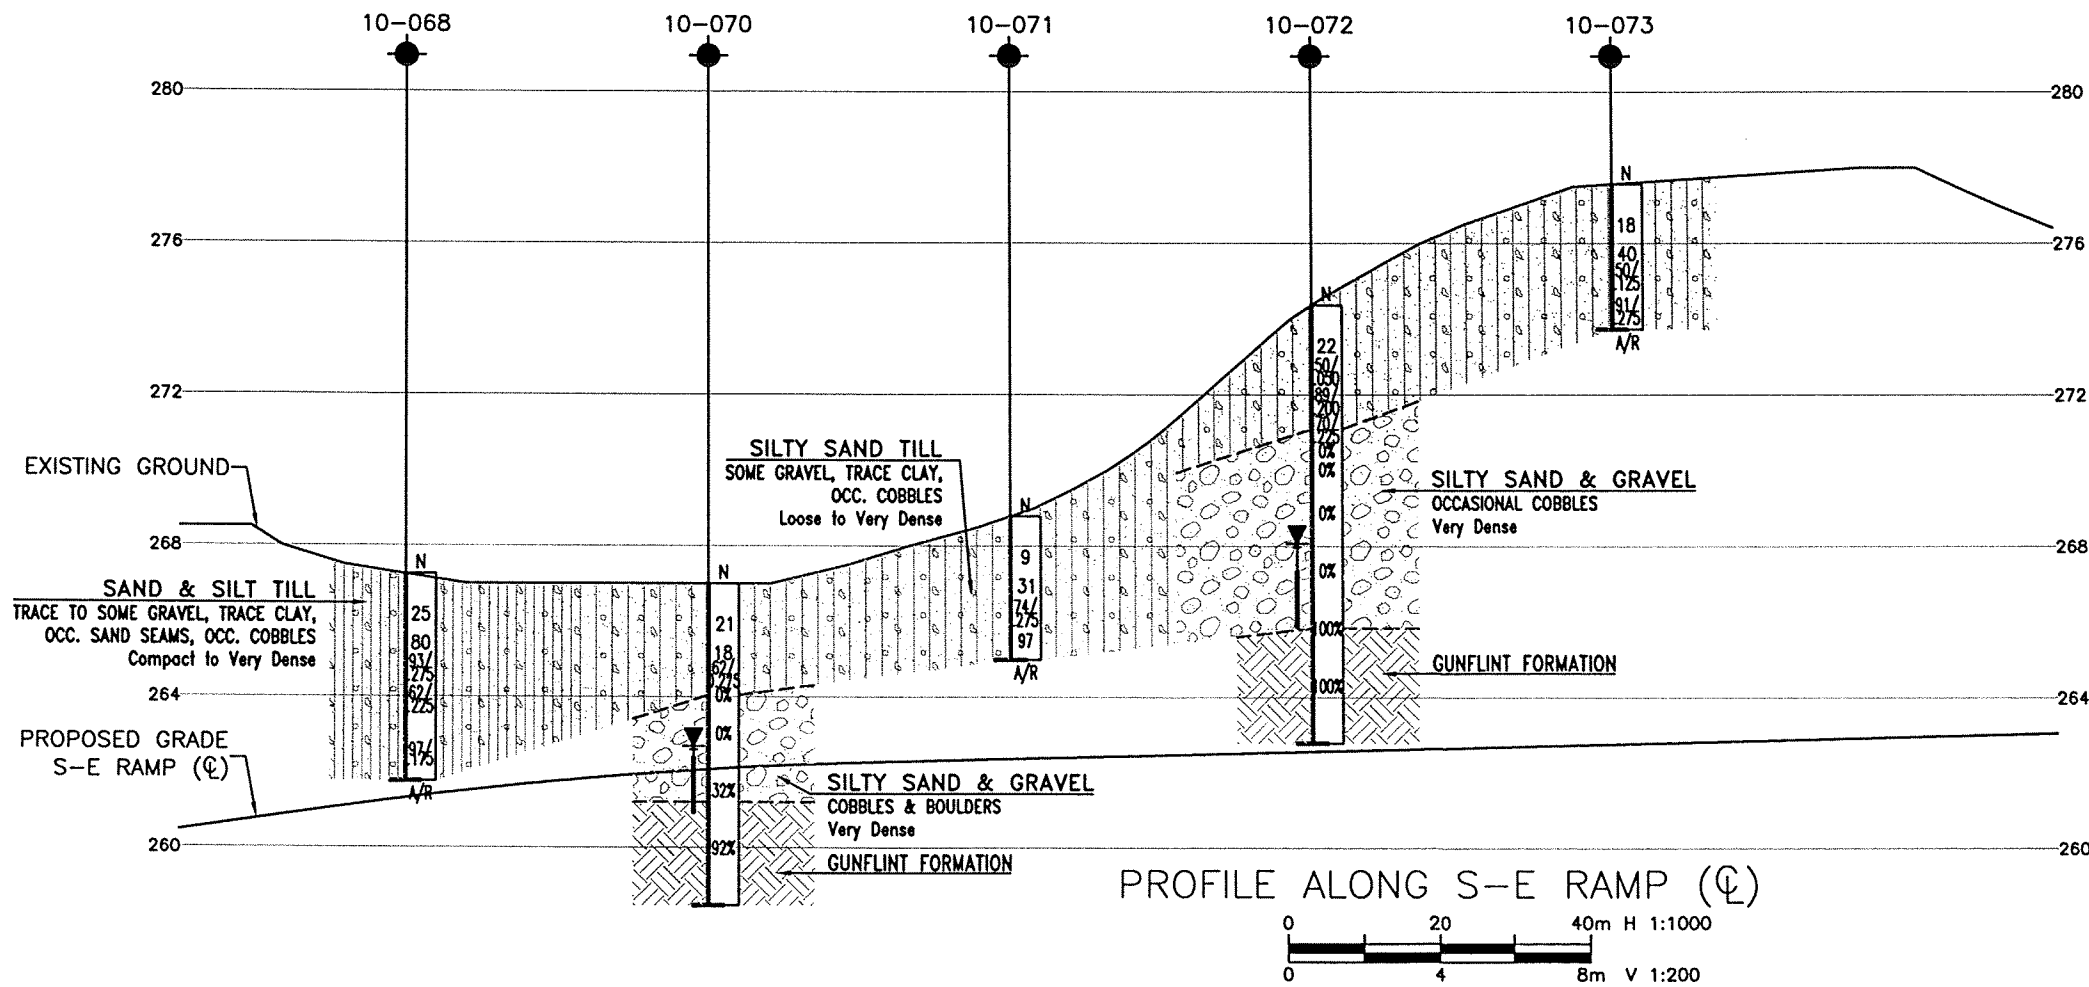 10-068 10-070 10-071 10-072 10-073
280 280
276 276
272 272
268 268
264 264
260 260
EXISTING GROUND
SAND & SILT TILL
TRACE TO SOME GRAVEL, TRACE CLAY,
OCC. SAND SEAMS, OCC. COBBLES
Compact to Very Dense
PROPOSED GRADE
S-E RAMP (℄)
N
25
80
93/
.275
62/
.225
97/
.175
A/R
N
21
18
62/
0.275
0%
0%
32%
92%
SILTY SAND TILL
SOME GRAVEL, TRACE CLAY,
OCC. COBBLES
Loose to Very Dense
SILTY SAND & GRAVEL
COBBLES & BOULDERS
Very Dense
GUNFLINT FORMATION
N
9
31
74/
.275
97
A/R
N
22
50/
.050
89/
.200
70/
.225
0%
0%
0%
0%
100%
100%
SILTY SAND & GRAVEL
OCCASIONAL COBBLES
Very Dense
GUNFLINT FORMATION
N
18
40
50/
.125
91/
.275
A/R
PROFILE ALONG S-E RAMP (℄)
0 20 40m H 1:1000
0 4 8m V 1:200